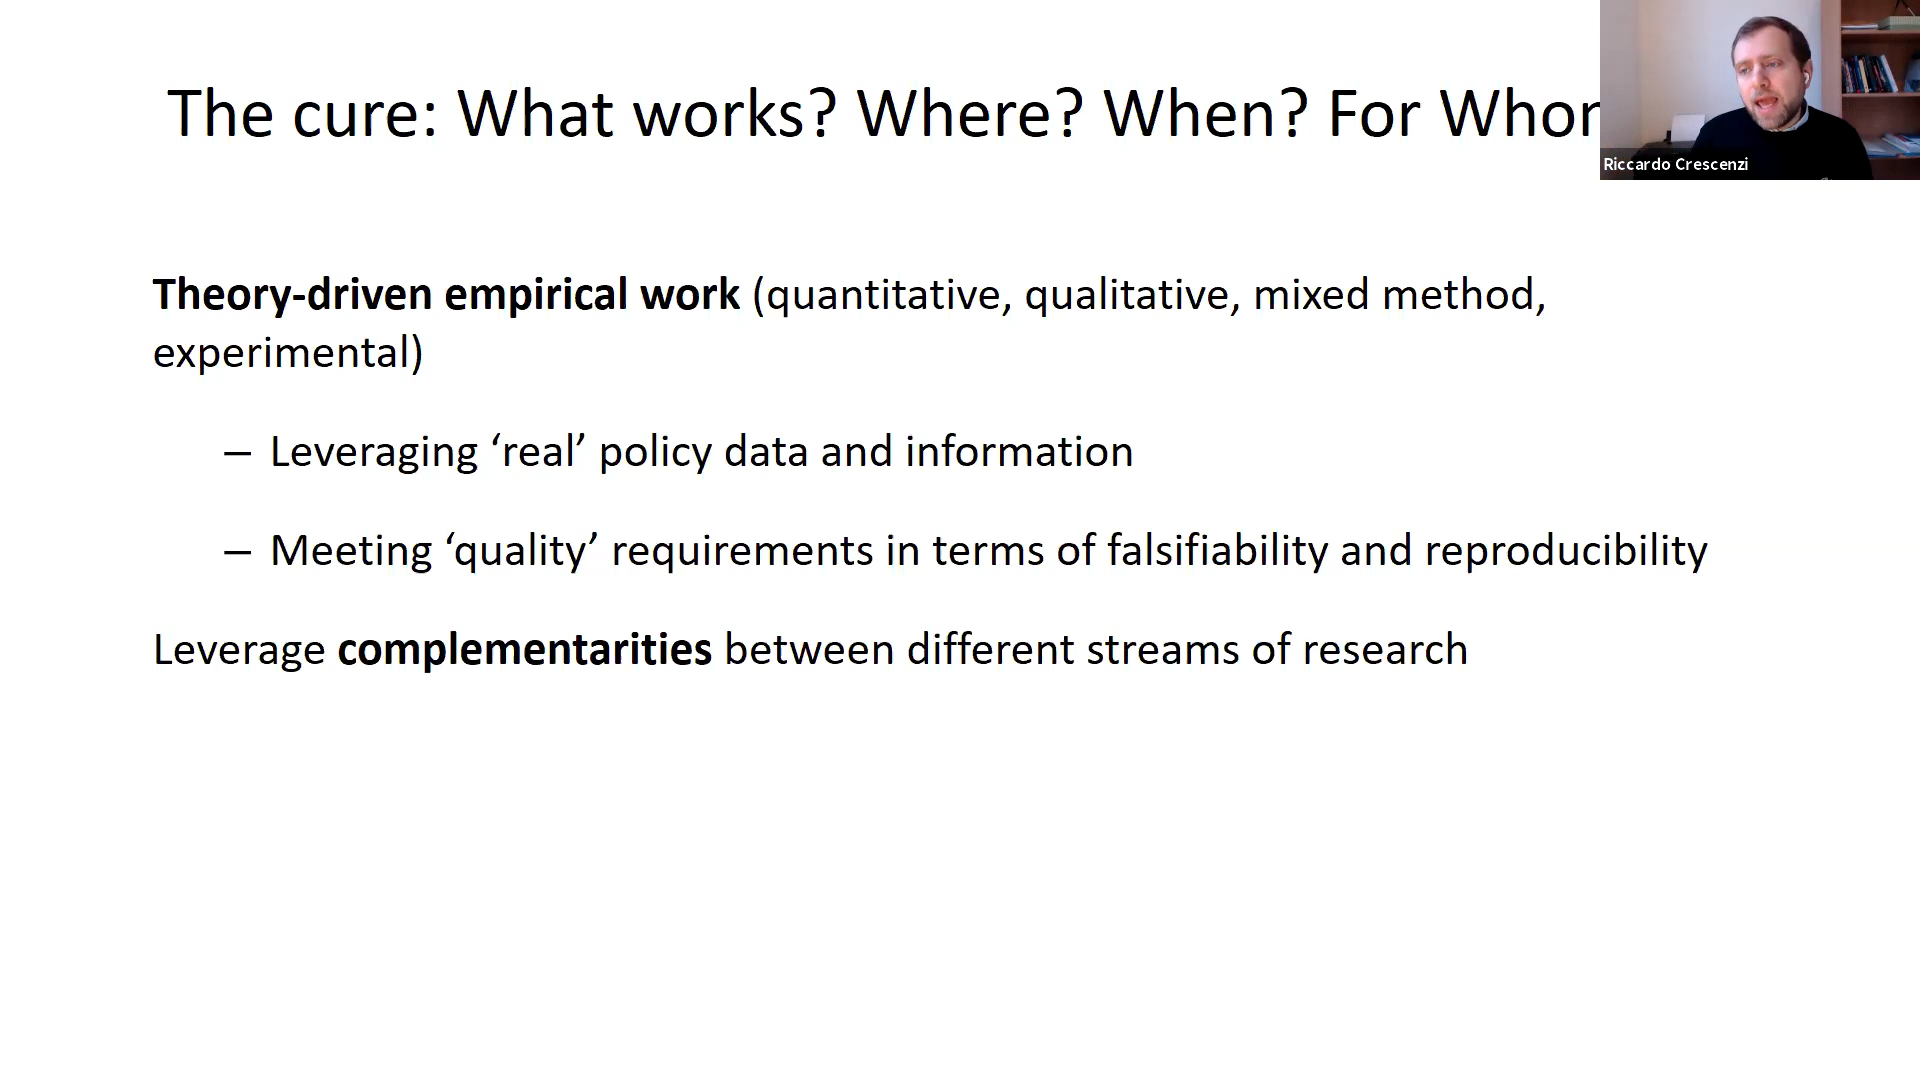 The cure: What works? Where? When? For
Riccardo Crescenzi
Theory-driven empirical work (quantitative, qualitative, mixed method,
experimental)
– Leveraging ‘real’ policy data and information
– Meeting ‘quality’ requirements in terms of falsifiability and reproducibility
Leverage complementarities between different streams of research